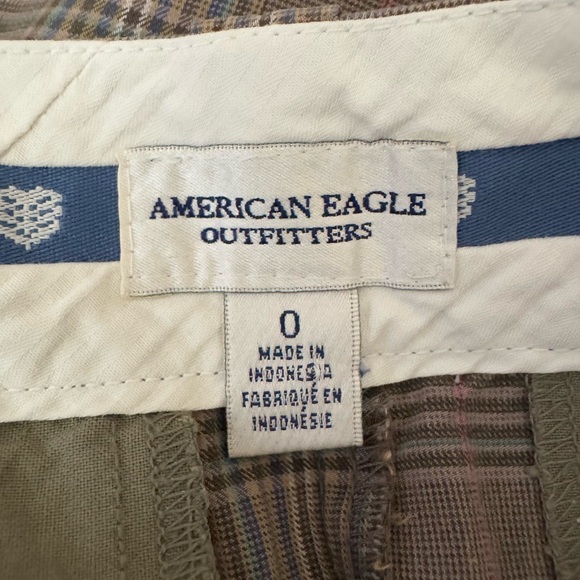 AMERICAN EAGLE
OUTFITTERS
0
MADE IN
INDONESIA
FABRIQUÉ EN
INDONÉSIE